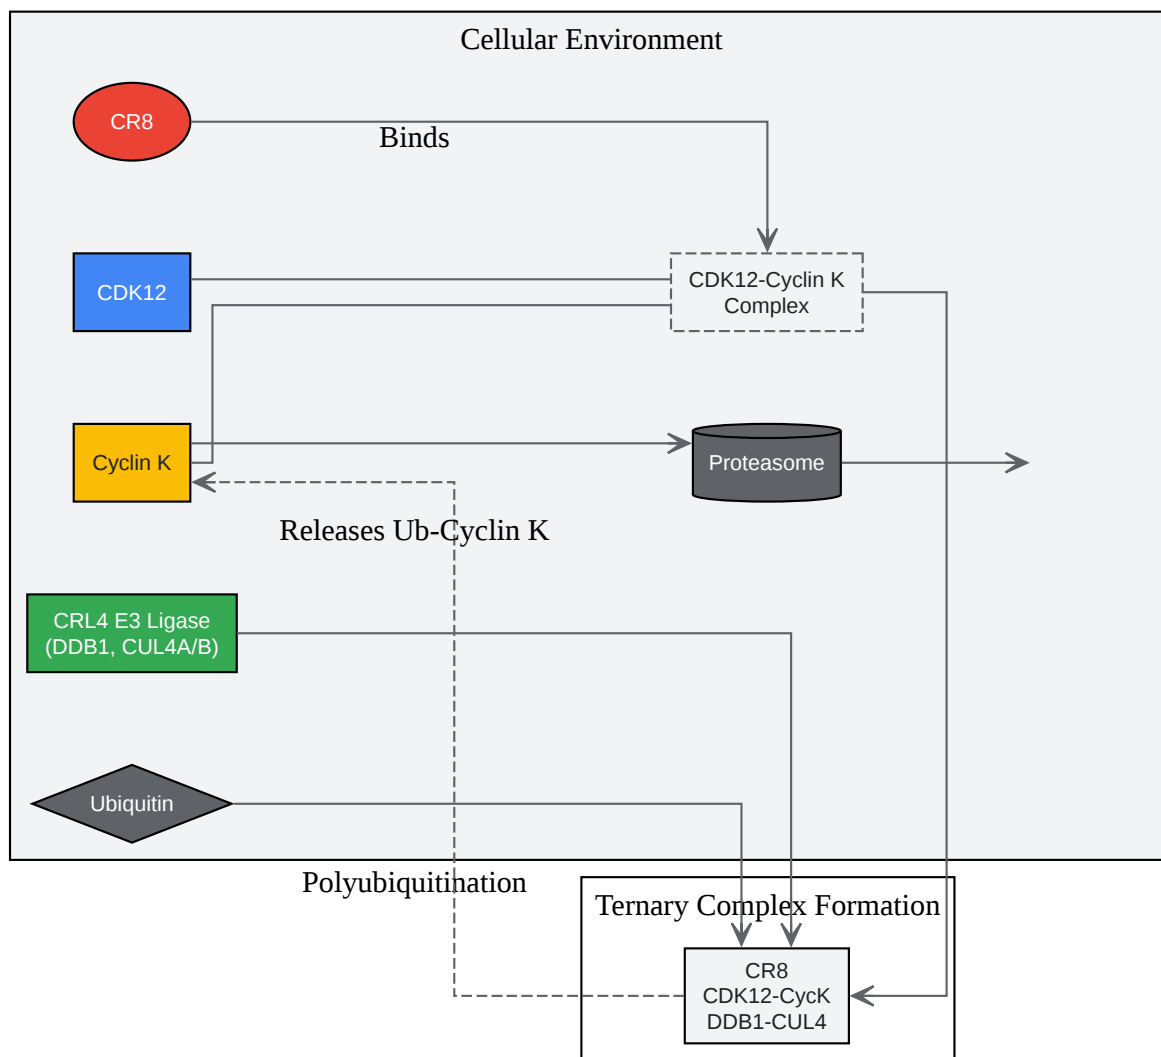 Cellular Environment
CR8
Binds
CDK12
CDK12-Cyclin K
Complex
Cyclin K
Proteasome
Releases Ub-Cyclin K
CRL4 E3 Ligase
(DDB1, CUL4A/B)
Ubiquitin
Polyubiquitination
Ternary Complex Formation
CR8
CDK12-CycK
DDB1-CUL4